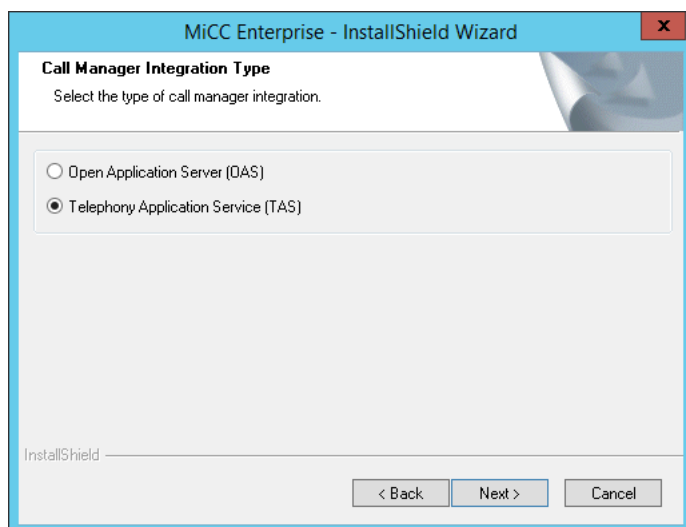 MiCC Enterprise - InstallShield Wizard
x
Call Manager Integration Type
Select the type of call manager integration.
Open Application Server (OAS)
Telephony Application Service (TAS)
InstallShield
< Back
Next >
Cancel